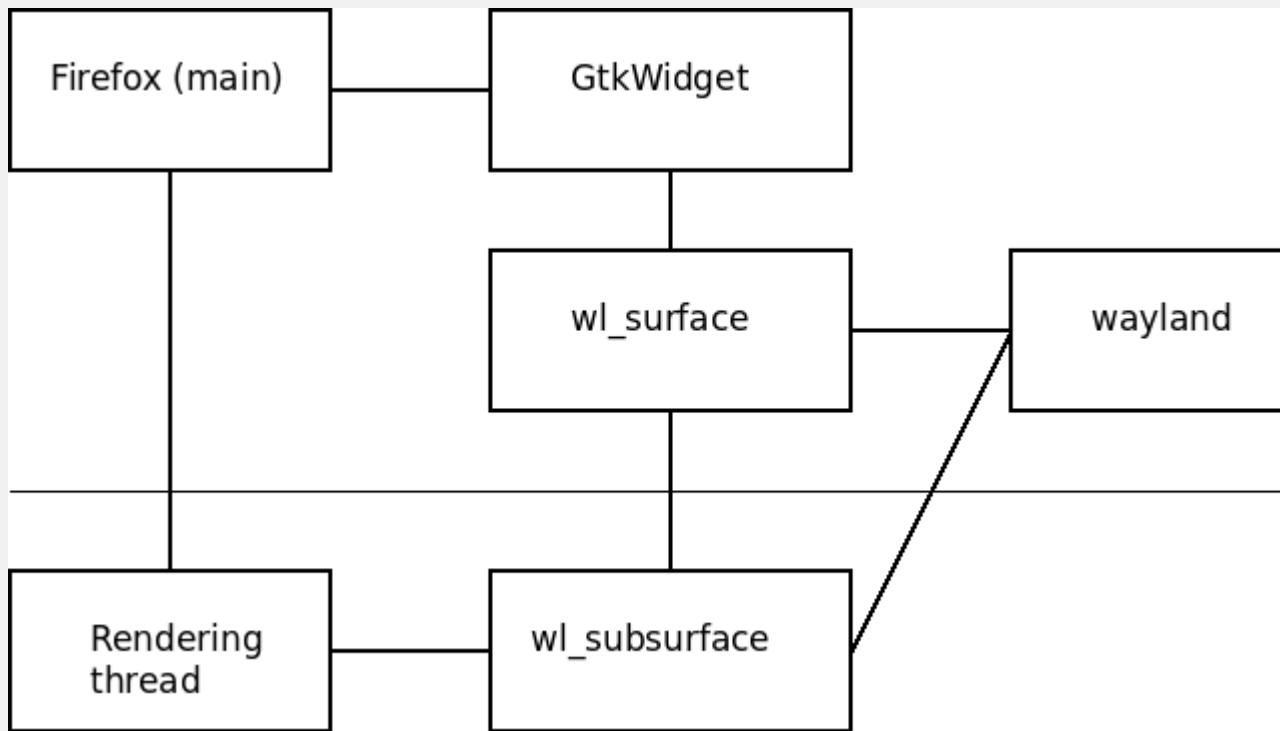 Firefox (main)
GtkWidget
wl_surface
wayland
Rendering
thread
wl_subsurface